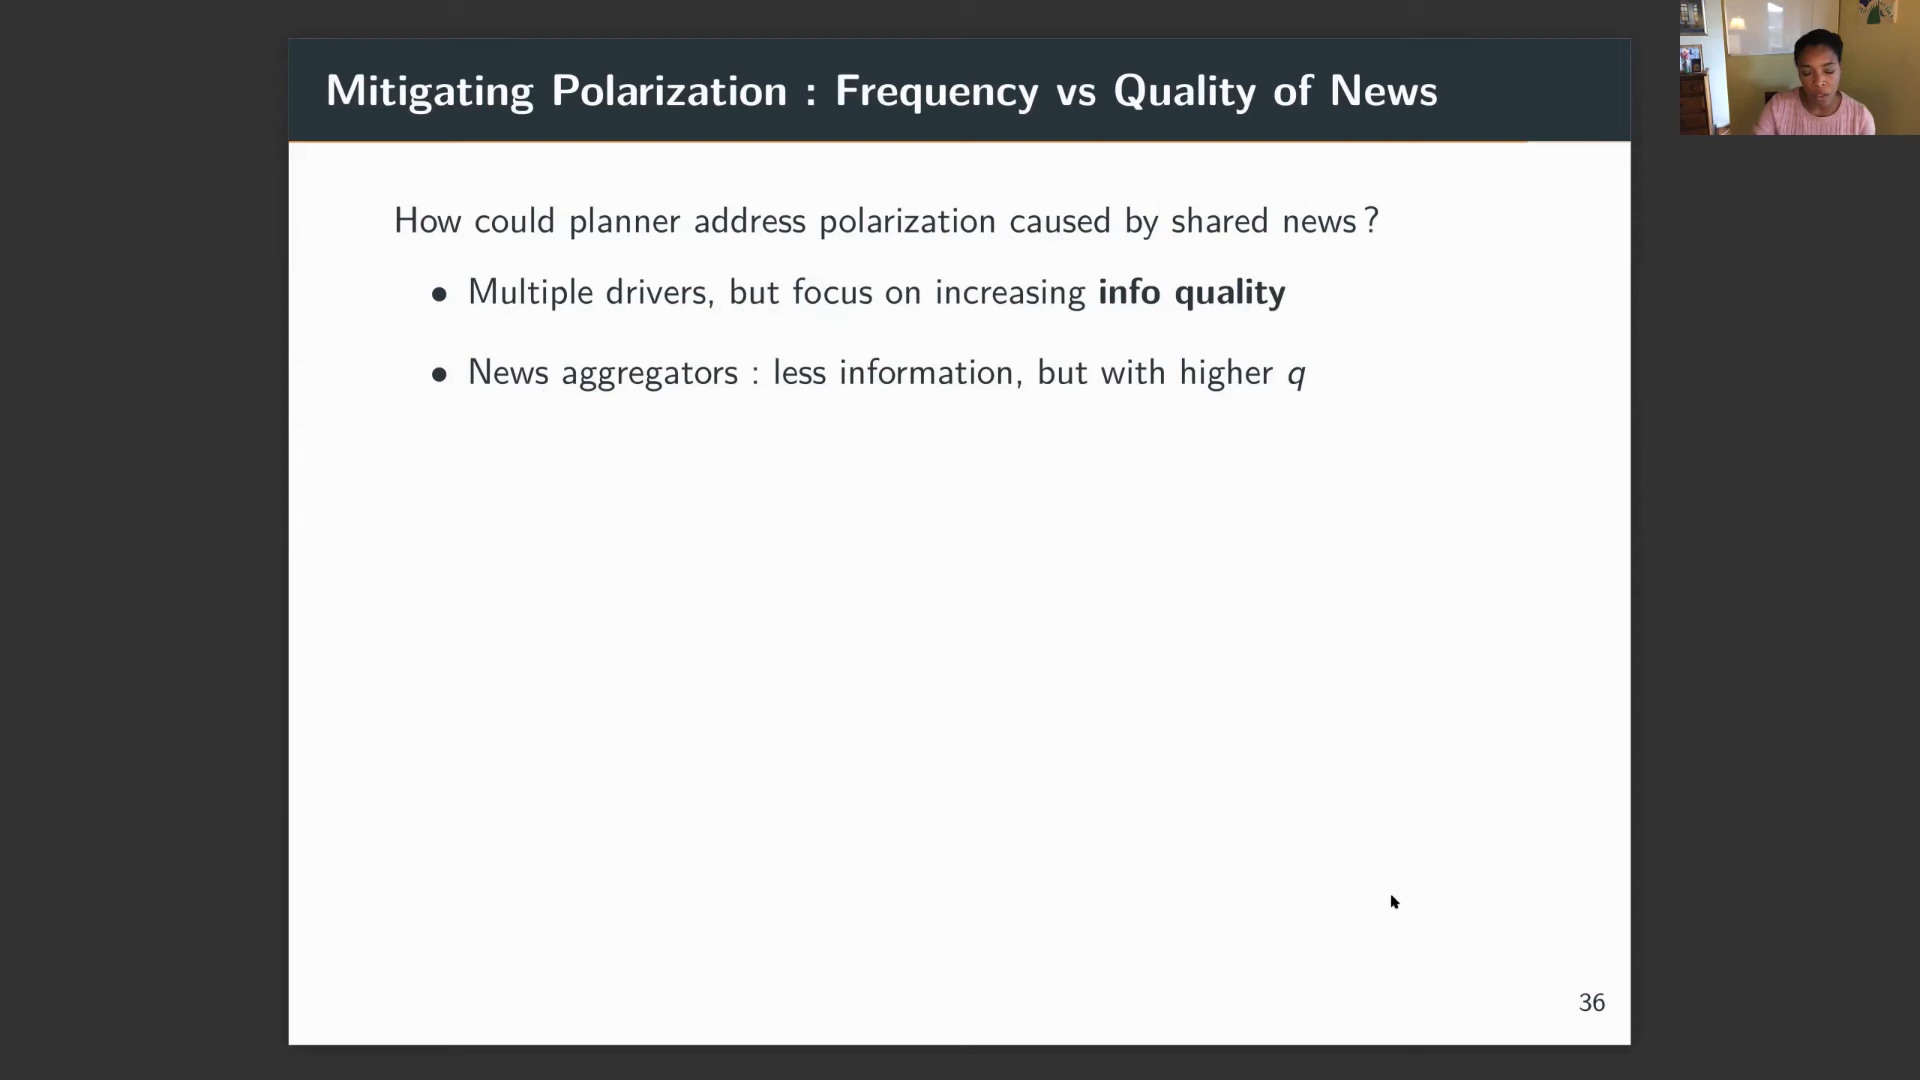 Mitigating Polarization : Frequency vs Quality of News
How could planner address polarization caused by shared news ?
• Multiple drivers, but focus on increasing info quality
• News aggregators : less information, but with higher q
36